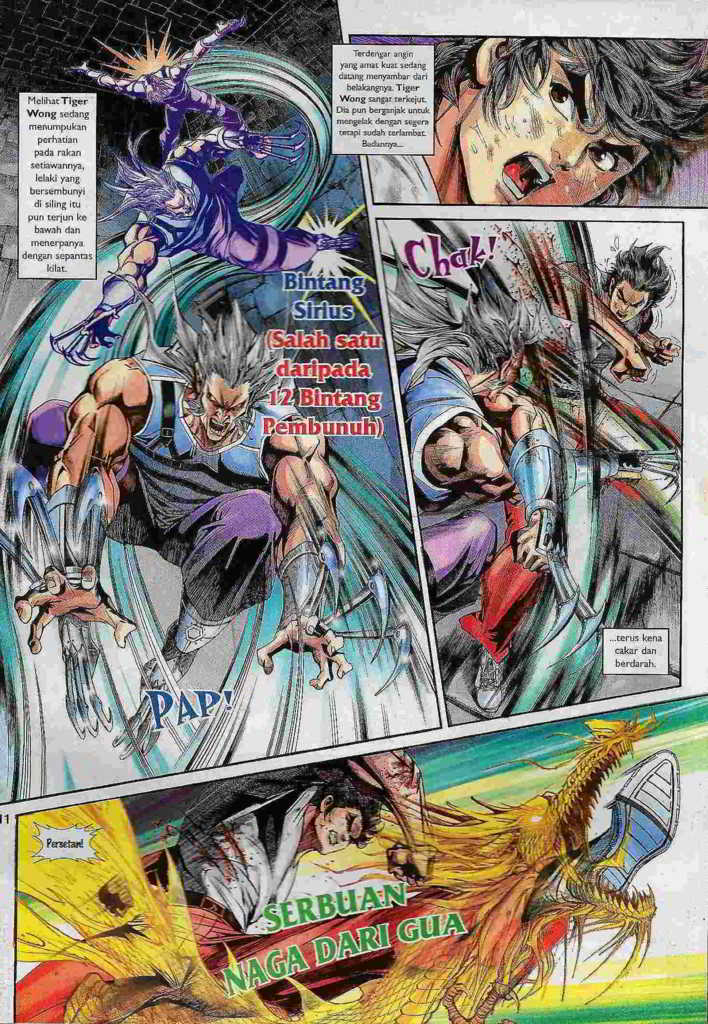 Melihat Tiger
Wong sedang
menumpukan
perhatian
pada rakan
setiawannya,
lelaki yang
bersembunyi
di siling itu
pun terjun ke
bawah dan
menerpanya
dengan sepantas
kilat.
Terdengar angin
yang amat kuat sedang
datang menyambar dari
belakangnya. Tiger
Wong sangat terkejut.
Dia pun berganjak untuk
mengelak dengan segera
tetapi sudah terlambat.
Badannya...
Bintang
Sirius
(Salah satu
daripada
12 Bintang
Pembunuh)
PAP!
Chak!
...terus kena
cakar dan
berdarah.
11
Persetan!
SERBUAN
NAGA DARI GUA